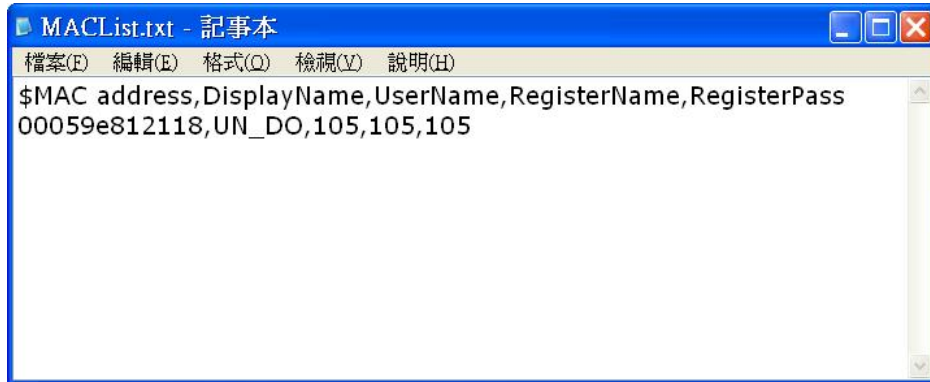 MACList.txt - 記事本
檔案(F) 編輯(E) 格式(O) 檢視(V) 說明(H)
$MAC address,DisplayName,UserName,RegisterName,RegisterPass
00059e812118,UN_DO,105,105,105